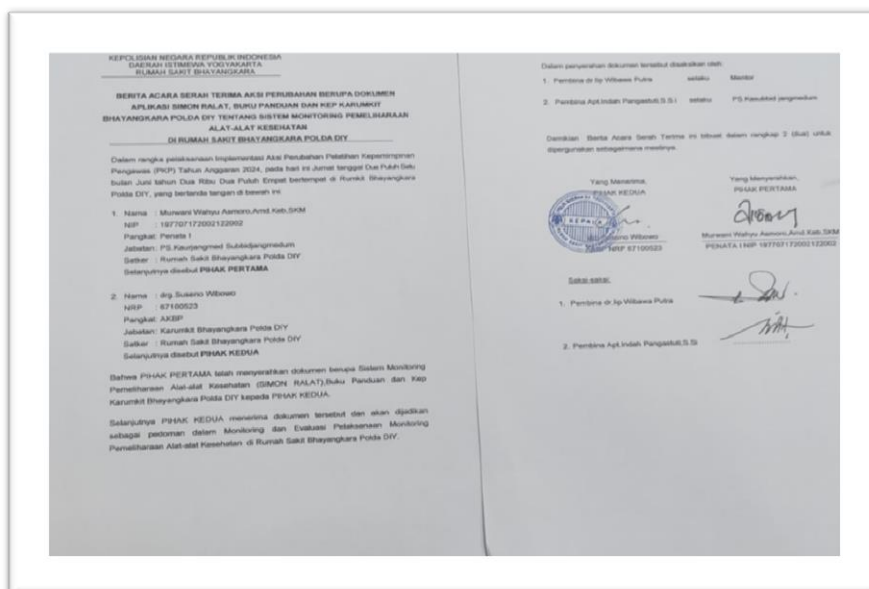 KEPOLISIAN NEGARA REPUBLIK INDONESIA
DAERAH ISTIMEWA YOGYAKARTA
RUMAH SAKIT BHAYANGKARA
BERITA ACARA SERAH TERIMA AKSI PERUBAHAN BERUPA DOKUMEN
APLIKASI SIMON RALAT, BUKU PANDUAN DAN KEP KARUMKIT
BHAYANGKARA POLDA DIY TENTANG SISTEM MONITORING PEMELIHARAAN
ALAT-ALAT KESEHATAN
DI RUMAH SAKIT BHAYANGKARA POLDA DIY
Dalam rangka pelaksanaan Implementasi Aksi Perubahan Pelatihan Kepemimpinan
Pengawas (PKP) Tahun Anggaran 2024, pada hari ini Jumat tanggal Dua Puluh Satu
bulan Juni tahun Dua Ribu Dua Puluh Empat bertempat di Rumkit Bhayangkara
Polda DIY, yang bertanda tangan di bawah ini:
1. Nama : Murwani Wahyu Asmoro,Amd.Keb,SKM
NIP : 197707172002122002
Pangkat: Penata I
Jabatan: PS.Kaurjangmed Subbidjangmedum
Satker : Rumah Sakit Bhayangkara Polda DIY
Selanjutnya disebut PIHAK PERTAMA
2. Nama : drg.Suseno Wibowo
NRP : 67100523
Pangkat: AKBP
Jabatan: Karumkit Bhayangkara Polda DIY
Satker : Rumah Sakit Bhayangkara Polda DIY
Selanjutnya disebut PIHAK KEDUA
Bahwa PIHAK PERTAMA telah menyerahkan dokumen berupa Sistem Monitoring
Pemeliharaan Alat-alat Kesehatan (SIMON RALAT),Buku Panduan dan Kep
Karumkit Bhayangkara Polda DIY kepada PIHAK KEDUA.
Selanjutnya PIHAK KEDUA menerima dokumen tersebut dan akan dijadikan
sebagai pedoman dalam Monitoring dan Evaluasi Pelaksanaan Monitoring
Pemeliharaan Alat-alat Kesehatan di Rumah Sakit Bhayangkara Polda DIY.
Dalam penyerahan dokumen tersebut disaksikan oleh:
1. Pembina dr.Iip Wibawa Putra selaku Mentor
2. Pembina Apt.Indah Pangastuti,S.Si selaku PS.Kasubbid jangmedum
Demikian Berita Acara Serah Terima ini dibuat dalam rangkap 2 (dua) untuk
dipergunakan sebagaimana mestinya.
Yang Menerima,
PIHAK KEDUA
KEPALA
Suseno Wibowo
NRP 67100523
Yang Menyerahkan,
PIHAK PERTAMA
Murwani Wahyu Asmoro,Amd.Keb,SKM
PENATA I NIP 197707172002122002
Saksi-saksi:
1. Pembina dr.Iip Wibawa Putra
2. Pembina Apt.Indah Pangastuti,S.Si